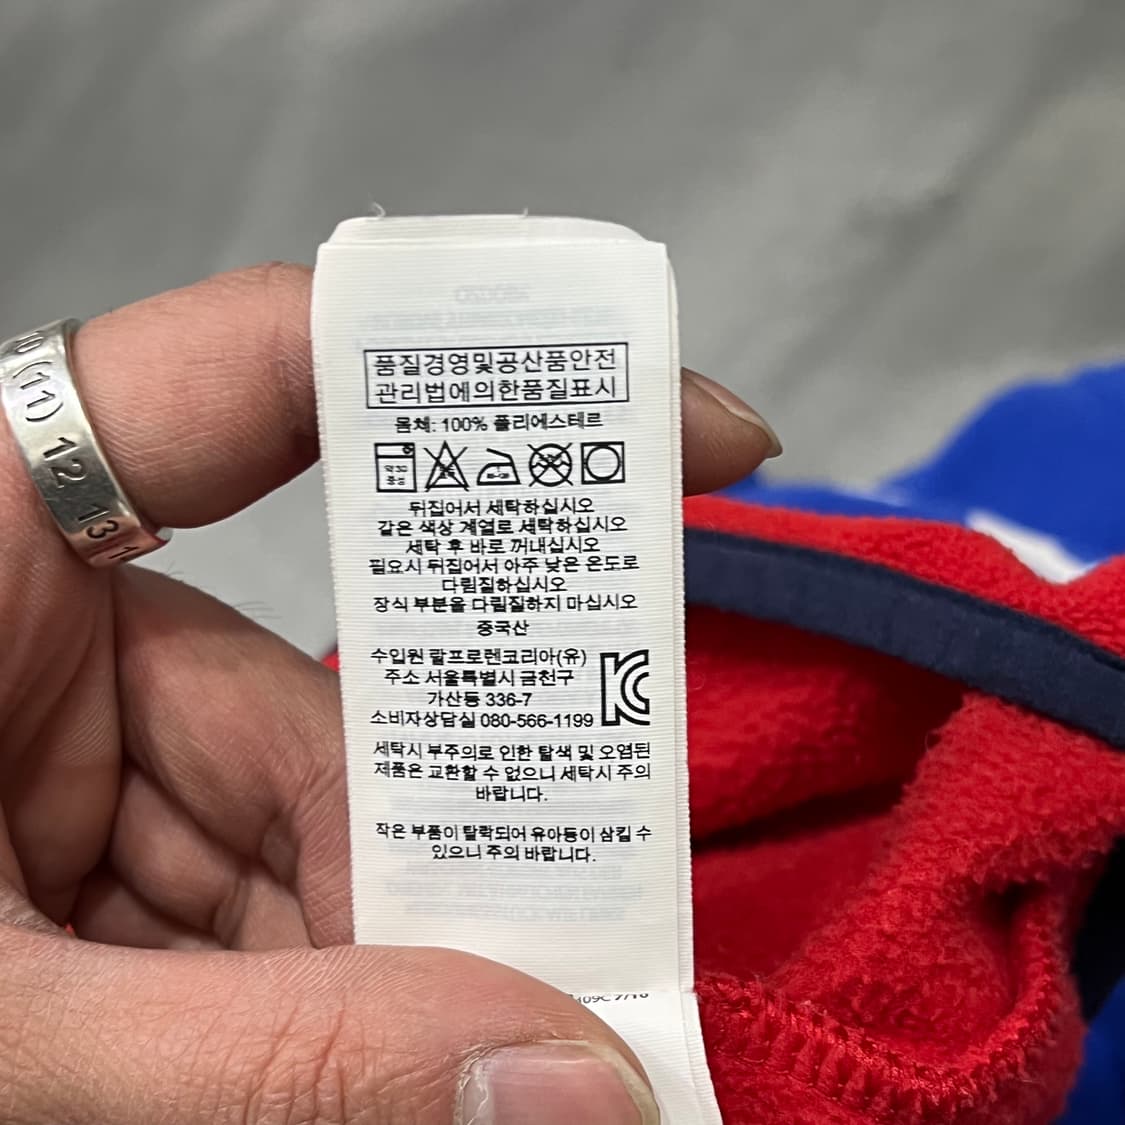 품질경영및공산품안전
관리법에의한품질표시
몸체: 100% 폴리에스테르
약 30
중성
뒤집어서 세탁하십시오
같은 색상 계열로 세탁하십시오
세탁 후 바로 꺼내십시오
필요시 뒤집어서 아주 낮은 온도로
다림질하십시오
장식 부분을 다림질하지 마십시오
중국산
수입원 랄프로렌코리아(유)
주소 서울특별시 금천구
가산동 336-7
소비자상담실 080-566-1199
세탁시 부주의로 인한 탈색 및 오염된
제품은 교환할 수 없으니 세탁시 주의
바랍니다.
작은 부품이 탈락되어 유아등이 삼킬 수
있으니 주의 바랍니다.
(11) 12
13